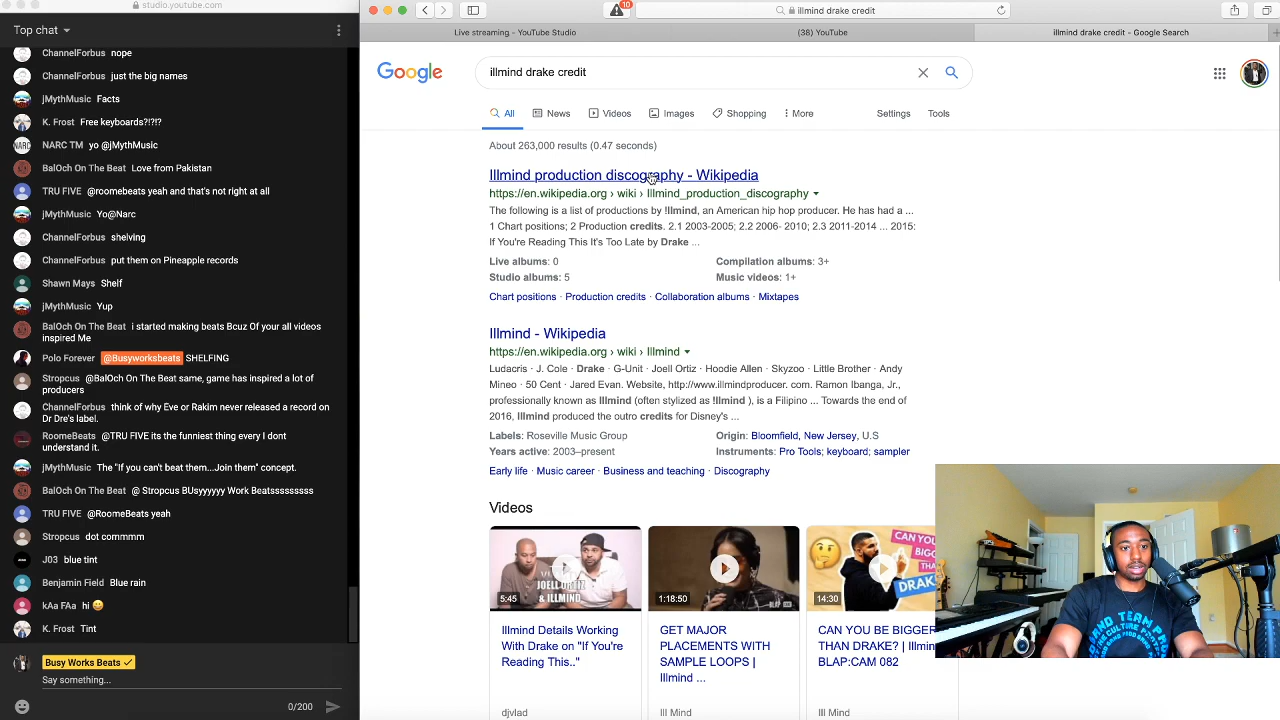 studio.youtube.com
Top chat
ChannelForbus nope
ChannelForbus just the big names
jMythMusic Facts
K. Frost Free keyboards?!?!?
NARC TM yo @jMythMusic
BalOch On The Beat Love from Pakistan
TRU FIVE @roomebeats yeah and that's not right at all
jMythMusic Yo@Narc
ChannelForbus shelving
ChannelForbus put them on Pineapple records
Shawn Mays Shelf
jMythMusic Yup
BalOch On The Beat i started making beats Bcuz Of your all videos
inspired Me
Polo Forever @Busyworksbeats SHELFING
Stropcus @BalOch On The Beat same, game has inspired a lot of
producers
ChannelForbus think of why Eve or Rakim never released a record on
Dr Dre's label.
RoomeBeats @TRU FIVE its the funniest thing every I dont
understand it.
jMythMusic The "If you can't beat them...Join them" concept.
BalOch On The Beat @ Stropcus BUsyyyyyy Work Beatsssssssss
TRU FIVE @RoomeBeats yeah
Stropcus dot commmm
J03 blue tint
Benjamin Field Blue rain
kAa FAa hi 😀
K. Frost Tint
Busy Works Beats
Say something...
0/200
10
illmind drake credit
Live streaming - YouTube Studio
(38) YouTube
illmind drake credit - Google Search
Google
illmind drake credit
All News Videos Images Shopping More Settings Tools
About 263,000 results (0.47 seconds)
Illmind production discography - Wikipedia
https://en.wikipedia.org › wiki › Illmind_production_discography
The following is a list of productions by !llmind, an American hip hop producer. He has had a ...
1 Chart positions; 2 Production credits. 2.1 2003-2005; 2.2 2006- 2010; 2.3 2011-2014 ... 2015:
If You're Reading This It's Too Late by Drake ...
Live albums: 0 Compilation albums: 3+
Studio albums: 5 Music videos: 1+
Chart positions · Production credits · Collaboration albums · Mixtapes
Illmind - Wikipedia
https://en.wikipedia.org › wiki › Illmind
Ludacris · J. Cole · Drake · G-Unit · Joell Ortiz · Hoodie Allen · Skyzoo · Little Brother · Andy
Mineo · 50 Cent · Jared Evan. Website, http://www.illmindproducer. com. Ramon Ibanga, Jr.,
professionally known as Illmind (often stylized as !llmind ), is a Filipino ... Towards the end of
2016, Illmind produced the outro credits for Disney's ...
Labels: Roseville Music Group Origin: Bloomfield, New Jersey, U.S
Years active: 2003–present Instruments: Pro Tools; keyboard; sampler
Early life · Music career · Business and teaching · Discography
Videos
JOELL ORTIZ
& ILLMIND
5:45
BLAP
1:18:50
CAN YOU
BIGG
THA
DRAKE
14:30
Illmind Details Working
With Drake on "If You're
Reading This.."
djvlad
GET MAJOR
PLACEMENTS WITH
SAMPLE LOOPS |
Illmind ...
Ill Mind
CAN YOU BE BIGGER
THAN DRAKE? | Illmin
BLAP:CAM 082
Ill Mind